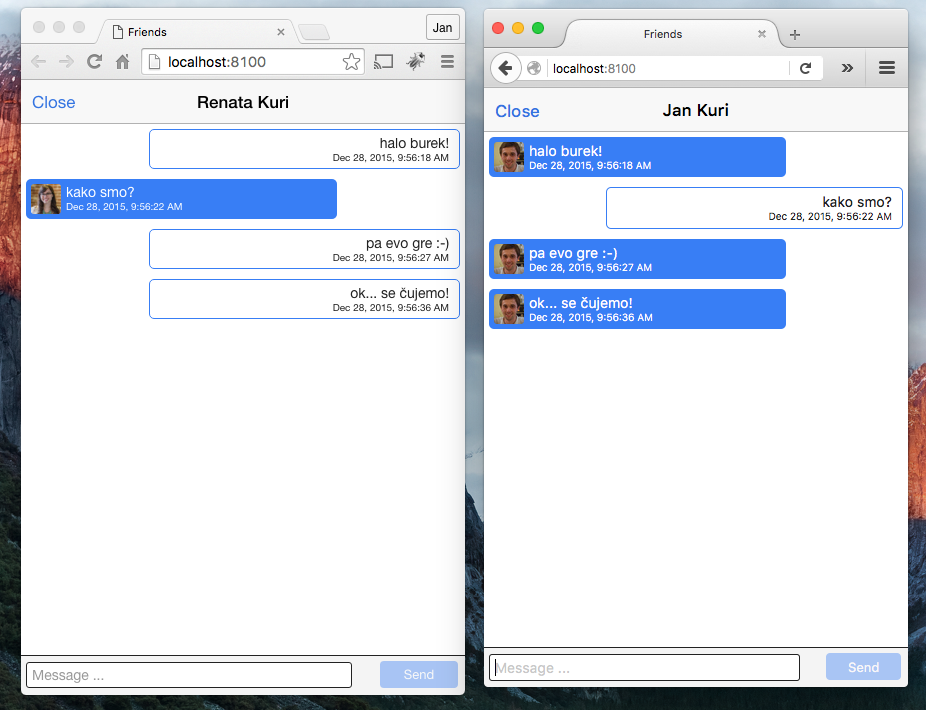 Friends
Jan
localhost:8100
Close
Renata Kuri
halo burek!
Dec 28, 2015, 9:56:18 AM
kako smo?
Dec 28, 2015, 9:56:22 AM
pa evo gre :-)
Dec 28, 2015, 9:56:27 AM
ok... se čujemo!
Dec 28, 2015, 9:56:36 AM
Message ...
Send
Friends
localhost:8100
Close
Jan Kuri
halo burek!
Dec 28, 2015, 9:56:18 AM
kako smo?
Dec 28, 2015, 9:56:22 AM
pa evo gre :-)
Dec 28, 2015, 9:56:27 AM
ok... se čujemo!
Dec 28, 2015, 9:56:36 AM
Message ...
Send